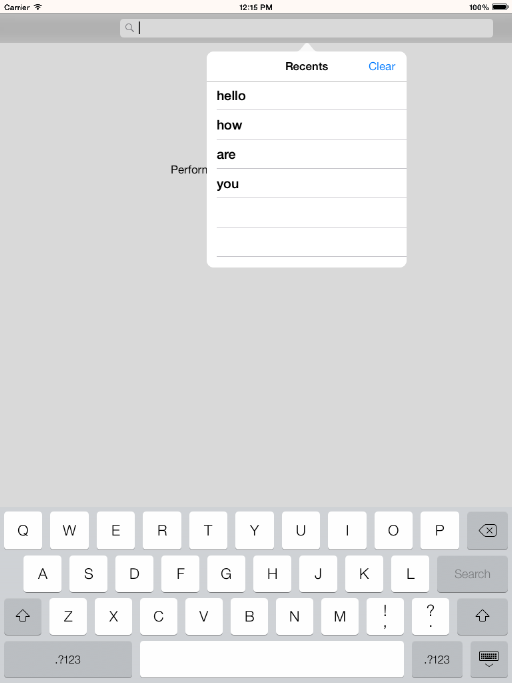 Carrier 12:15 PM 100%
Recents Clear
hello
how
are
Perforn
you
Q W E R T Y U I O P
A S D F G H J K L Search
Z X C V B N M ! , ? .
.?123 .?123